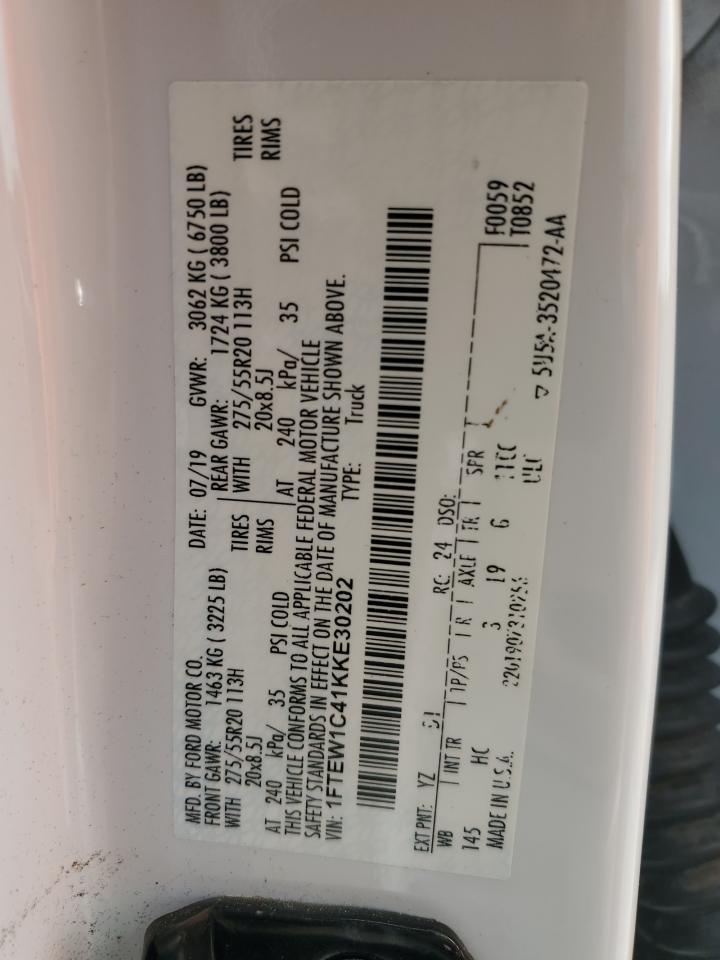 MFD. BY FORD MOTOR CO. DATE: 07/19 GVWR: 3062 KG ( 6750 LB)
FRONT GAWR: 1463 KG ( 3225 LB) REAR GAWR: 1724 KG ( 3800 LB)
WITH 275/55R20 113H TIRES WITH 275/55R20 113H TIRES
20x8.5J RIMS 20x8.5J RIMS
AT 240 kPa/ 35 PSI COLD AT 240 kPa/ 35 PSI COLD
THIS VEHICLE CONFORMS TO ALL APPLICABLE FEDERAL MOTOR VEHICLE
SAFETY STANDARDS IN EFFECT ON THE DATE OF MANUFACTURE SHOWN ABOVE.
VIN: 1FTEW1C41KKE30202 TYPE: Truck
EXT PNT: YZ RC: 24 DSO: F0059
WB INT TR TP/PS R AXLE TR SPR T0852
145 HC 3 19 6
MADE IN U.S.A. ▽ 5U5A-3520472-AA